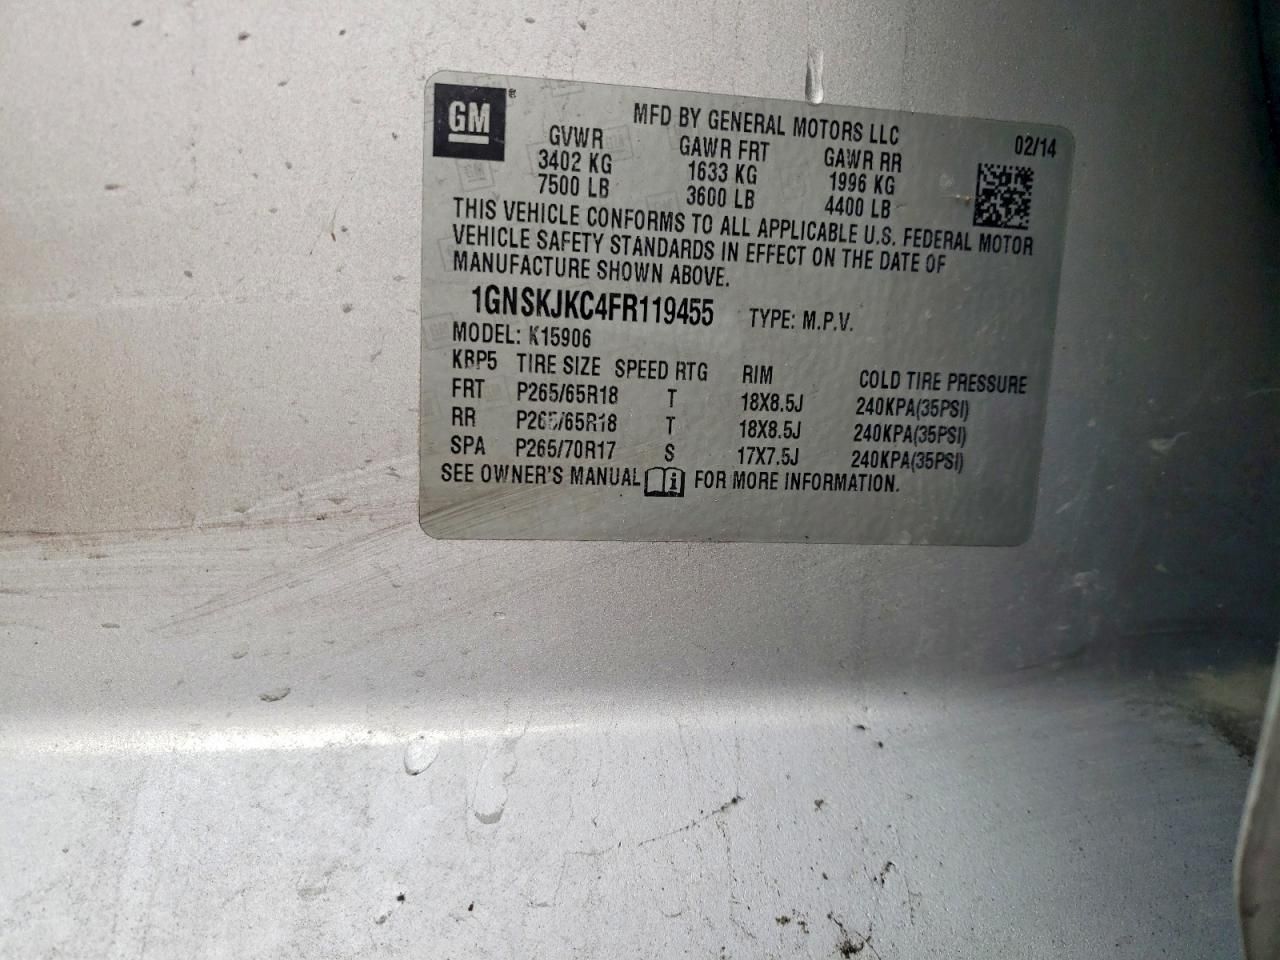 GM
MFD BY GENERAL MOTORS LLC
02/14
GVWR GAWR FRT GAWR RR
3402 KG 1633 KG 1996 KG
7500 LB 3600 LB 4400 LB
THIS VEHICLE CONFORMS TO ALL APPLICABLE U.S. FEDERAL MOTOR
VEHICLE SAFETY STANDARDS IN EFFECT ON THE DATE OF
MANUFACTURE SHOWN ABOVE.
1GNSKJKC4FR119455 TYPE: M.P.V.
MODEL: K15906
KBP5 TIRE SIZE SPEED RTG RIM COLD TIRE PRESSURE
FRT P265/65R18 T 18X8.5J 240KPA(35PSI)
RR P265/65R18 T 18X8.5J 240KPA(35PSI)
SPA P265/70R17 S 17X7.5J 240KPA(35PSI)
SEE OWNER'S MANUAL i FOR MORE INFORMATION.